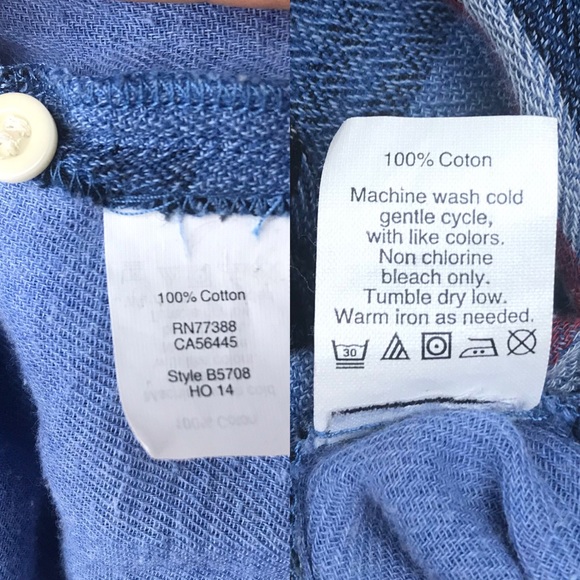 100% Cotton
RN77388
CA56445
Style B5708
HO 14
100% Coton
Machine wash cold
gentle cycle,
with like colors.
Non chlorine
bleach only.
Tumble dry low.
Warm iron as needed.
30